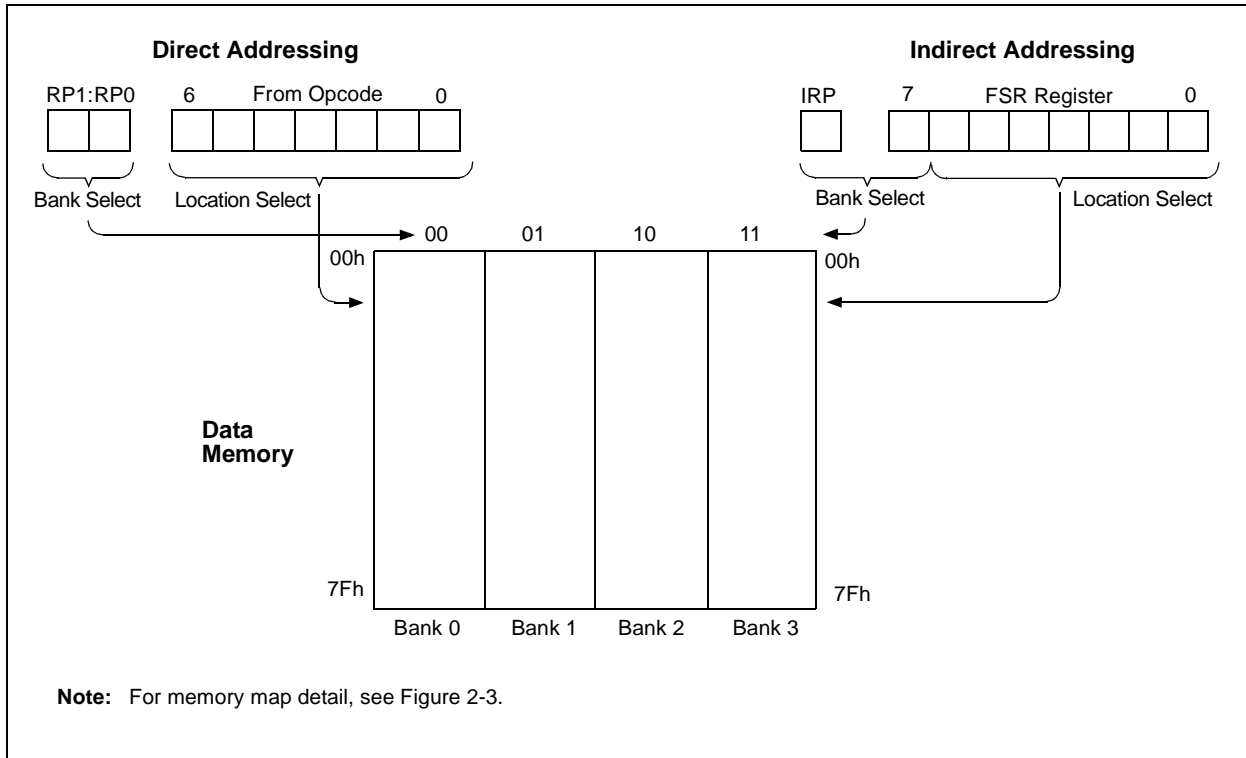 Direct Addressing
Indirect Addressing
RP1:RP0
6
From Opcode
0
IRP
7
FSR Register
0
Bank Select
Location Select
Bank Select
Location Select
00
01
10
11
00h
00h
Data
Memory
7Fh
7Fh
Bank 0
Bank 1
Bank 2
Bank 3
Note: For memory map detail, see Figure 2-3.